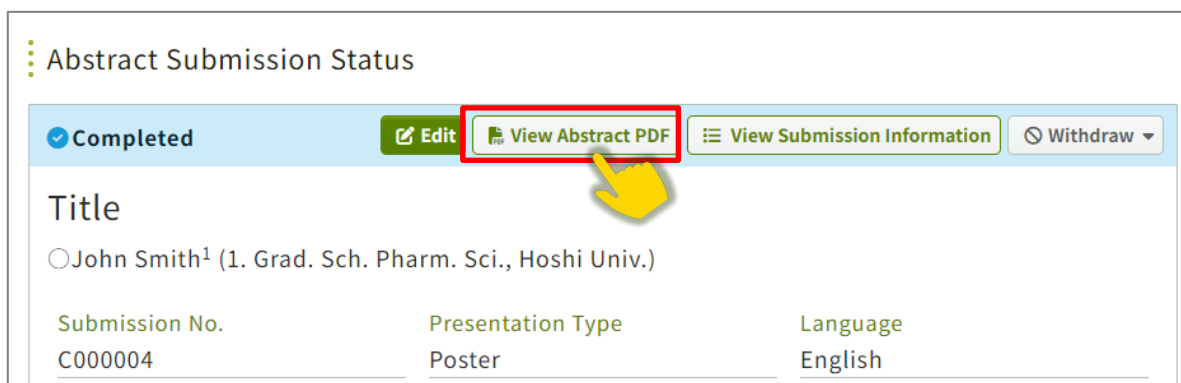 Abstract Submission Status
Completed Edit PDF View Abstract PDF View Submission Information Withdraw
Title
○John Smith¹ (1. Grad. Sch. Pharm. Sci., Hoshi Univ.)
Submission No. Presentation Type Language
C000004 Poster English